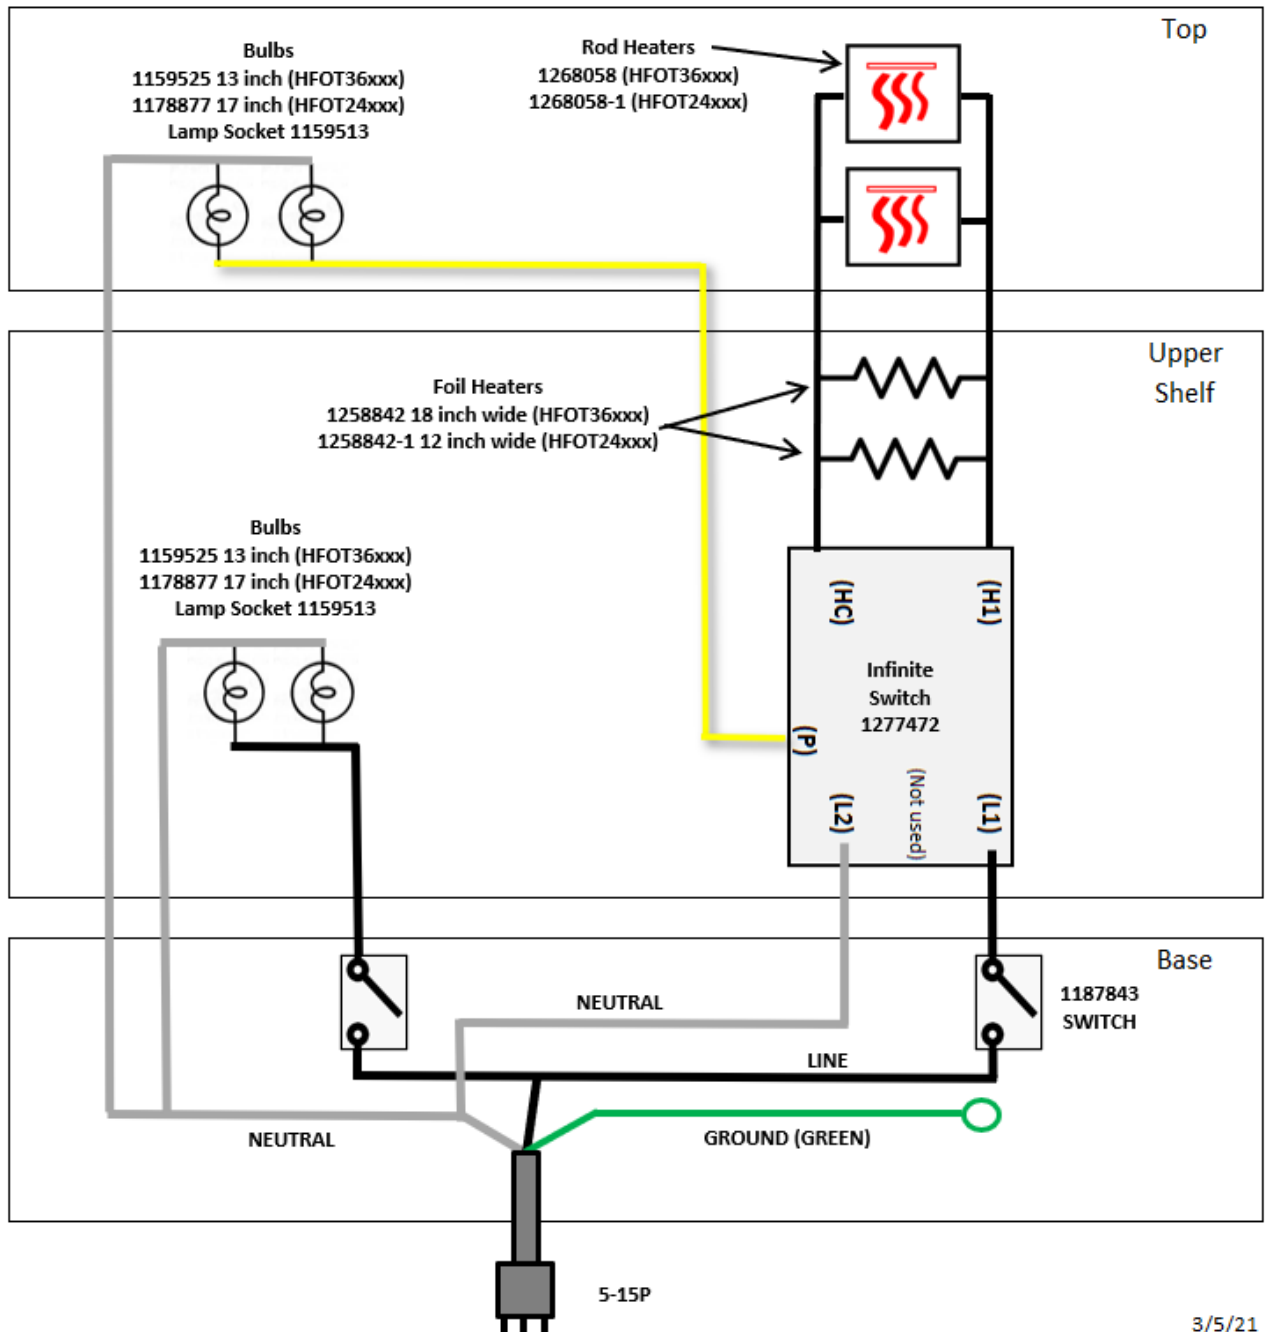 Top
Bulbs
1159525 13 inch (HFOT36xxx)
1178877 17 inch (HFOT24xxx)
Lamp Socket 1159513
Rod Heaters
1268058 (HFOT36xxx)
1268058-1 (HFOT24xxx)
Upper
Shelf
Foil Heaters
1258842 18 inch wide (HFOT36xxx)
1258842-1 12 inch wide (HFOT24xxx)
Bulbs
1159525 13 inch (HFOT36xxx)
1178877 17 inch (HFOT24xxx)
Lamp Socket 1159513
(HC)
(H1)
Infinite
Switch
1277472
(P)
(L2)
(Not used)
(L1)
Base
1187843
SWITCH
NEUTRAL
LINE
NEUTRAL
GROUND (GREEN)
5-15P
3/5/21